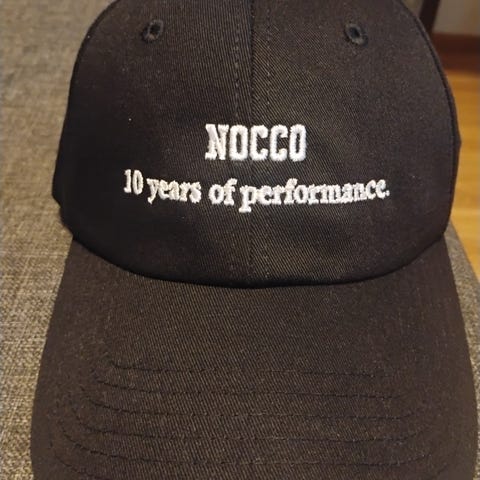 NOCCO
10 years of performance.